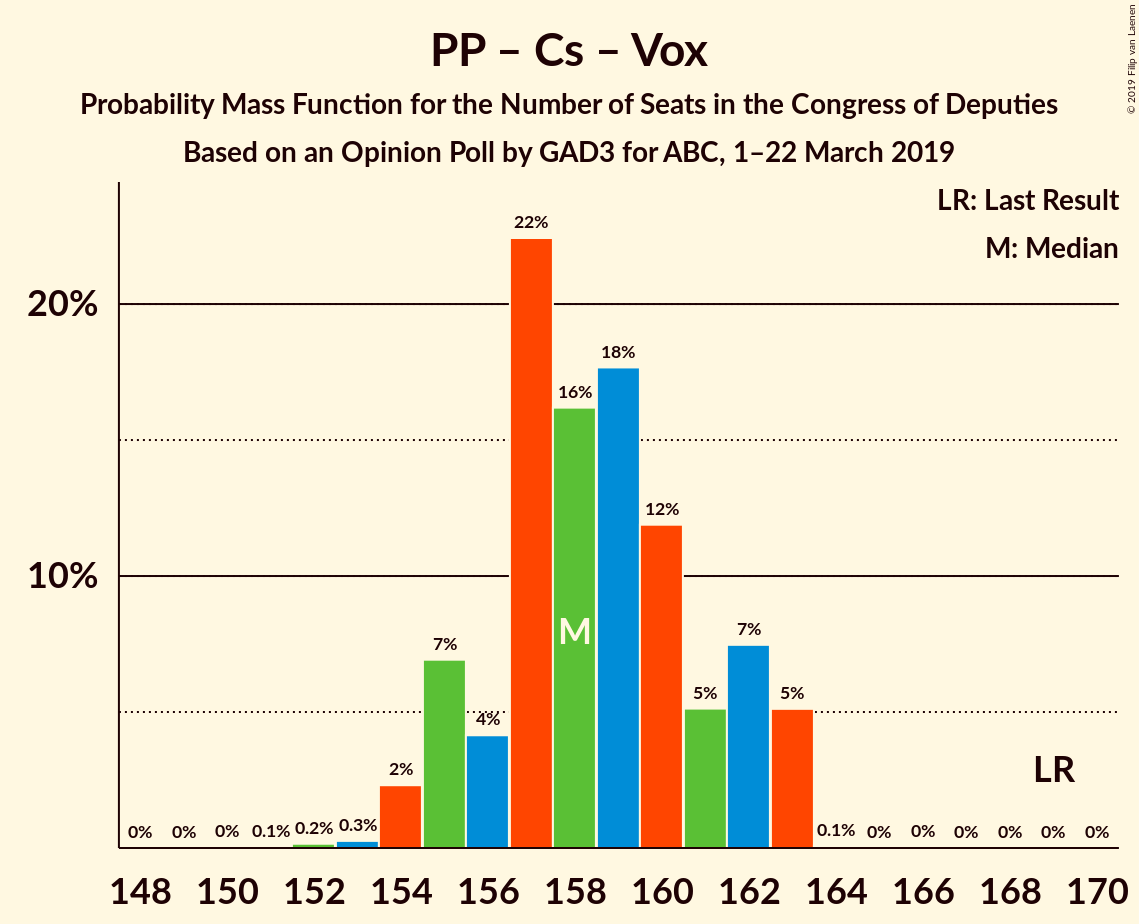 PP – Cs – Vox
Probability Mass Function for the Number of Seats in the Congress of Deputies
Based on an Opinion Poll by GAD3 for ABC, 1–22 March 2019
© 2019 Filip van Laenen
LR: Last Result
M: Median
20%
10%
0%
0%
0%
0.1%
0.2%
0.3%
2%
7%
4%
22%
16%
18%
12%
5%
7%
5%
0.1%
0%
0%
0%
0%
0%
0%
M
LR
148 150 152 154 156 158 160 162 164 166 168 170